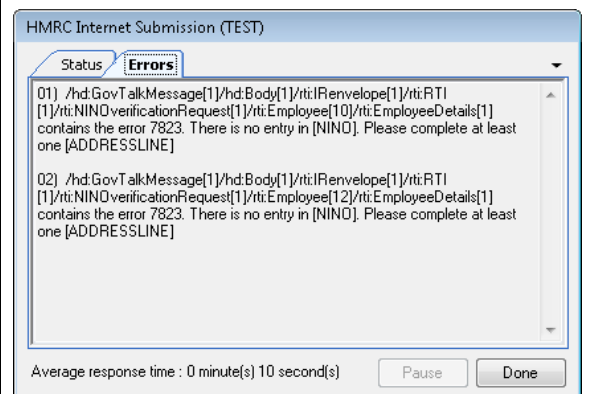 HMRC Internet Submission (TEST)
Status Errors
01) /hd:GovTalkMessage[1]/hd:Body[1]/rti:IRenvelope[1]/rti:RTI
[1]/rti:NINOverificationRequest[1]/rti:Employee[10]/rti:EmployeeDetails[1]
contains the error 7823. There is no entry in [NINO]. Please complete at least
one [ADDRESSLINE]
02) /hd:GovTalkMessage[1]/hd:Body[1]/rti:IRenvelope[1]/rti:RTI
[1]/rti:NINOverificationRequest[1]/rti:Employee[12]/rti:EmployeeDetails[1]
contains the error 7823. There is no entry in [NINO]. Please complete at least
one [ADDRESSLINE]
Average response time : 0 minute(s) 10 second(s) Pause Done